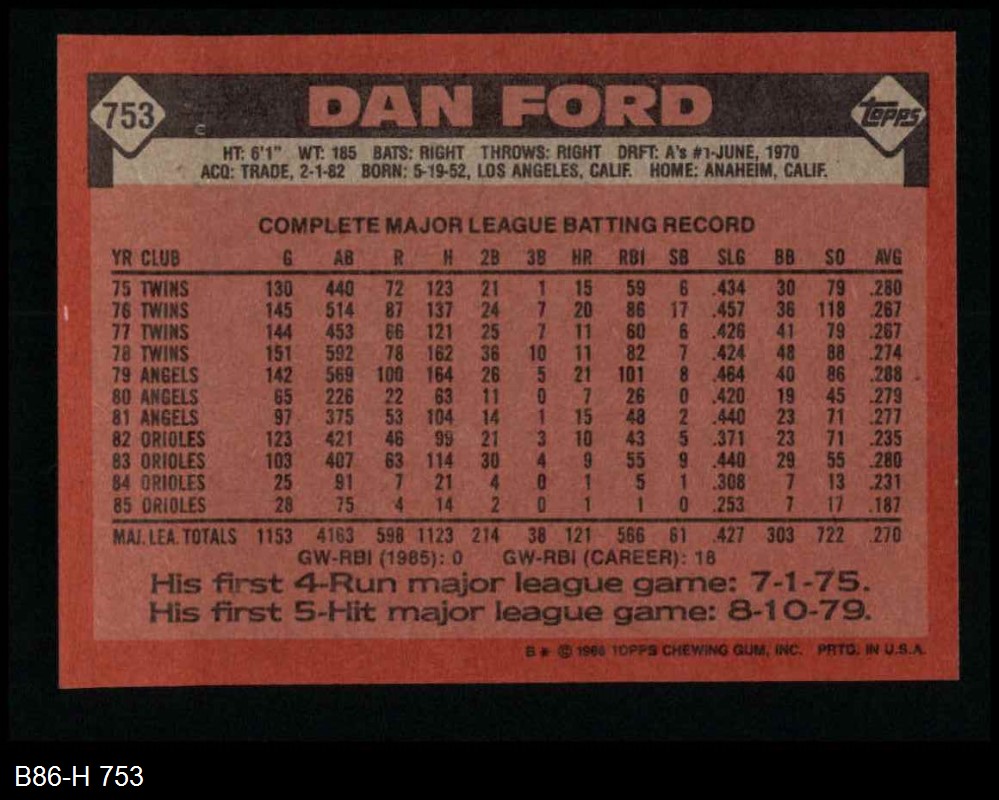 753 DAN FORD Topps
HT: 6'1" WT: 185 BATS: RIGHT THROWS: RIGHT DRFT: A's #1-JUNE, 1970
ACQ: TRADE, 2-1-82 BORN: 5-19-52, LOS ANGELES, CALIF. HOME: ANAHEIM, CALIF.
COMPLETE MAJOR LEAGUE BATTING RECORD
YR CLUB G AB R H 2B 3B HR RBI SB SLG BB SO AVG
75 TWINS 130 440 72 123 21 1 15 59 6 .434 30 79 .280
76 TWINS 145 514 87 137 24 7 20 86 17 .457 36 118 .267
77 TWINS 144 453 66 121 25 7 11 60 6 .426 41 79 .267
78 TWINS 151 592 78 162 36 10 11 82 7 .424 48 88 .274
79 ANGELS 142 569 100 164 26 5 21 101 8 .464 40 86 .288
80 ANGELS 65 226 22 63 11 0 7 26 0 .420 19 45 .279
81 ANGELS 97 375 53 104 14 1 15 48 2 .440 23 71 .277
82 ORIOLES 123 421 46 99 21 3 10 43 5 .371 23 71 .235
83 ORIOLES 103 407 63 114 30 4 9 55 9 .440 29 55 .280
84 ORIOLES 25 91 7 21 4 0 1 5 1 .308 7 13 .231
85 ORIOLES 28 75 4 14 2 0 1 1 0 .253 7 17 .187
MAJ. LEA. TOTALS 1153 4163 598 1123 214 38 121 566 61 .427 303 722 .270
GW-RBI (1985): 0 GW-RBI (CAREER): 18
His first 4-Run major league game: 7-1-75.
His first 5-Hit major league game: 8-10-79.
B * © 1986 TOPPS CHEWING GUM, INC. PRTD. IN U.S.A.
B86-H 753